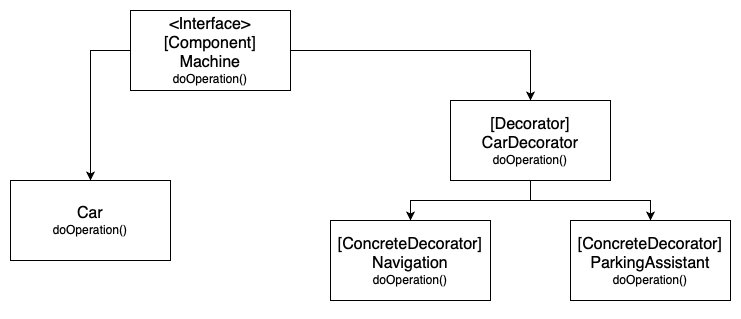 <Interface>
[Component]
Machine
doOperation()
[Decorator]
CarDecorator
doOperation()
Car
doOperation()
[ConcreteDecorator]
Navigation
doOperation()
[ConcreteDecorator]
ParkingAssistant
doOperation()